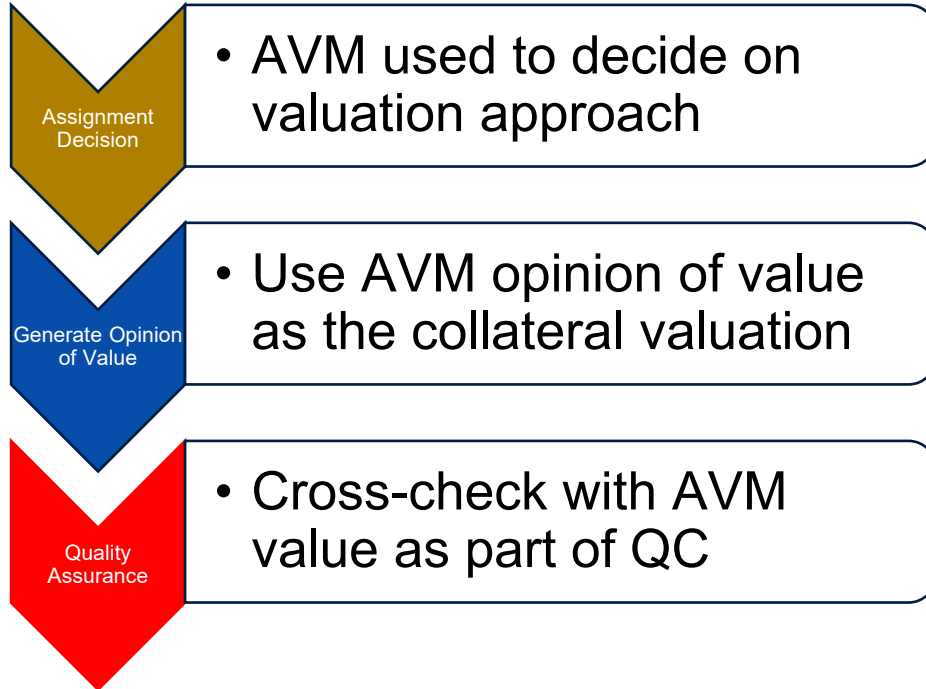 Assignment
Decision
• AVM used to decide on
valuation approach
Generate Opinion
of Value
• Use AVM opinion of value
as the collateral valuation
Quality
Assurance
• Cross-check with AVM
value as part of QC